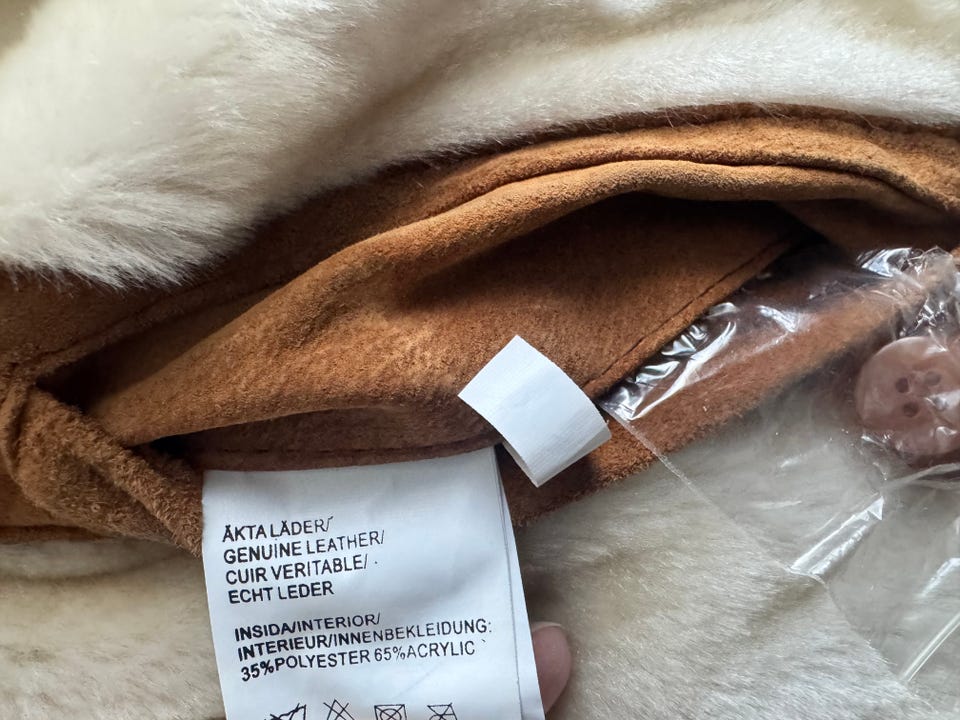 ÄKTA LÄDER/
GENUINE LEATHER/
CUIR VERITABLE/
ECHT LEDER
INSIDA/INTERIOR/
INTERIEUR/INNENBEKLEIDUNG:
35%POLYESTER 65%ACRYLIC